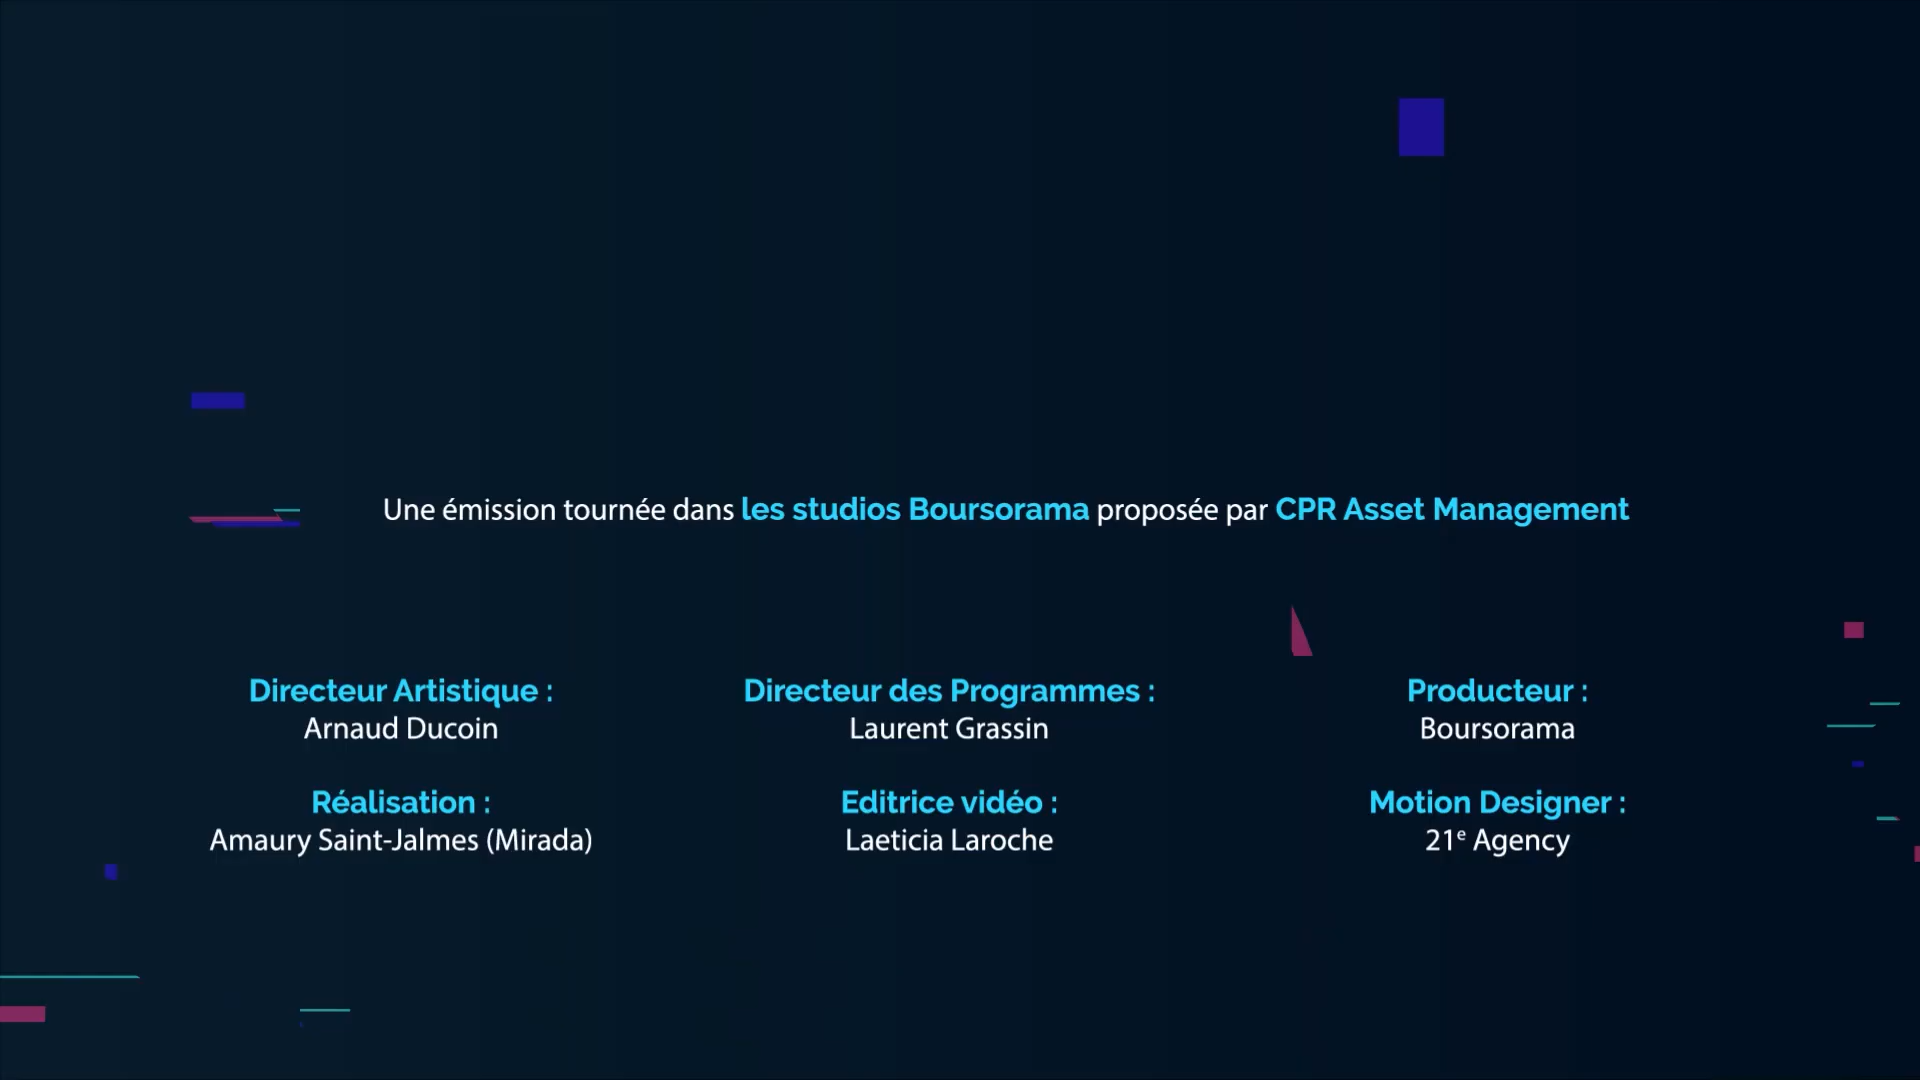 Une émission tournée dans les studios Boursorama proposée par CPR Asset Management
Directeur Artistique :
Arnaud Ducoin
Directeur des Programmes :
Laurent Grassin
Producteur :
Boursorama
Réalisation :
Amaury Saint-Jalmes (Mirada)
Editrice vidéo :
Laeticia Laroche
Motion Designer :
21e Agency